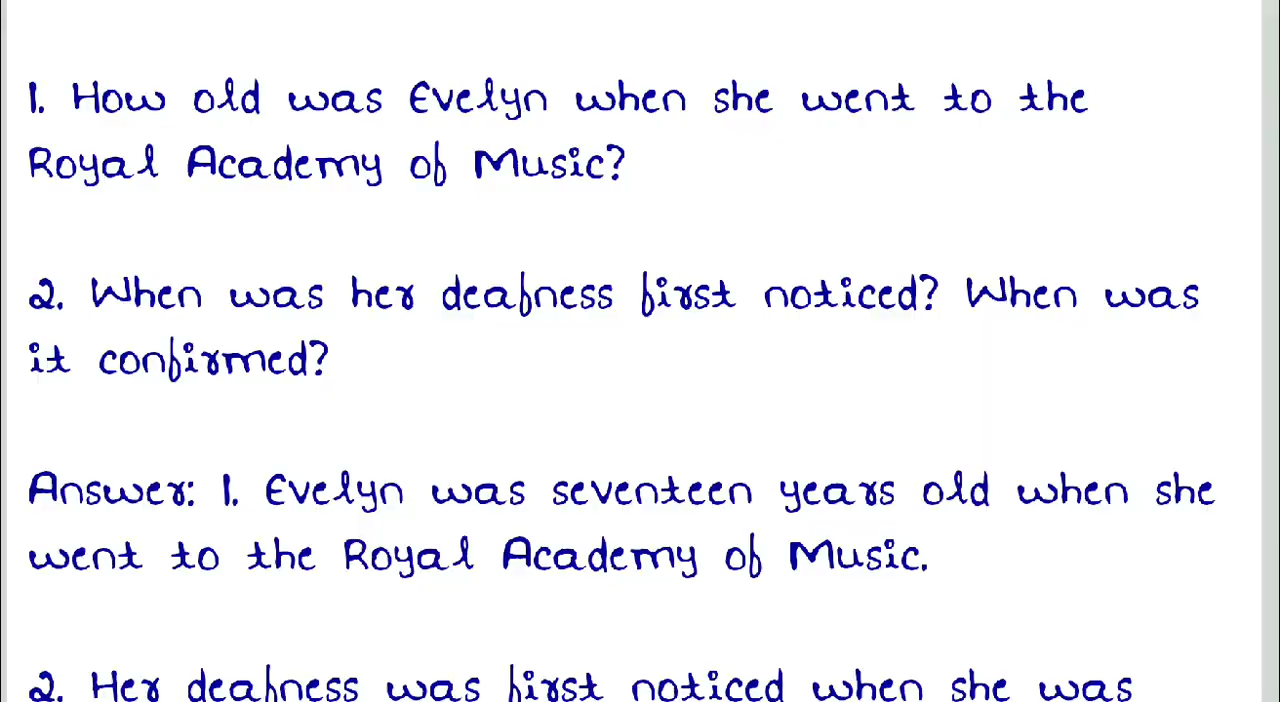 1. How old was Evelyn when she went to the
Royal Academy of Music?
2. When was her deafness first noticed? When was
it confirmed?
Answer: 1. Evelyn was seventeen years old when she
went to the Royal Academy of Music.
2. Her deafness was first noticed when she was